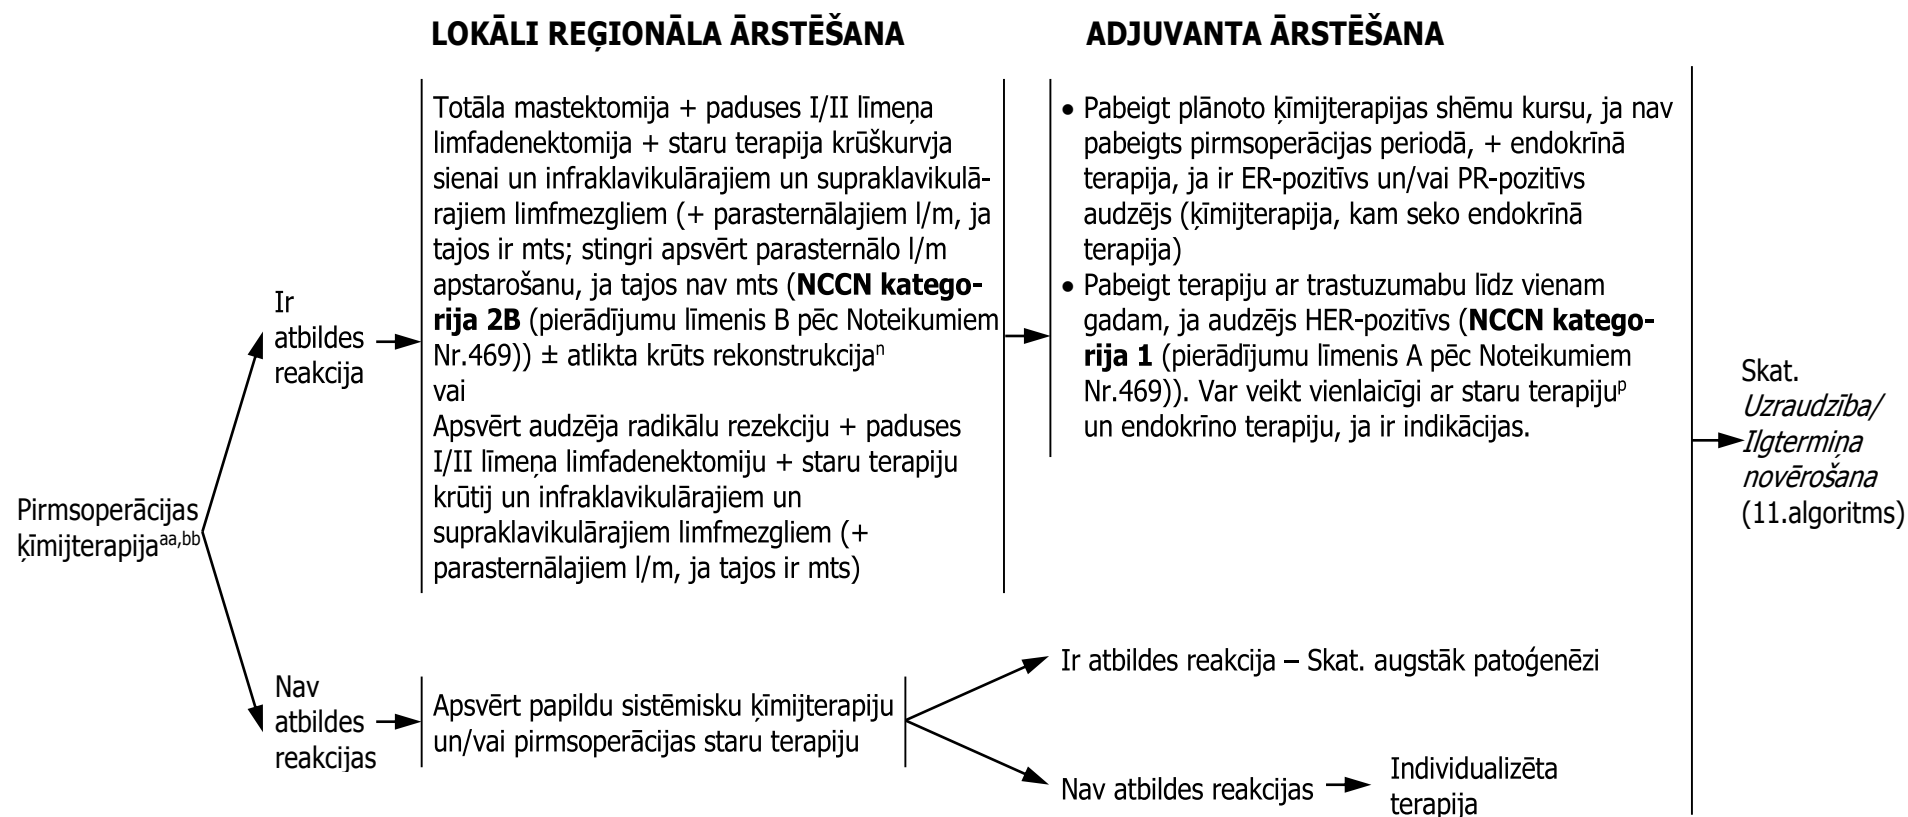 LOKĀLI REĢIONĀLA ĀRSTĒŠANA
ADJUVANTA ĀRSTĒŠANA
Pirmsoperācijas
ķīmijterapija^aa,bb
Ir
atbildes
reakcija
Totāla mastektomija + paduses I/II līmeņa
limfadenektomija + staru terapija krūškurvja
sienai un infraklavikulārajiem un supraklavikulā-
rajiem limfmezgliem (+ parasternālajiem l/m, ja
tajos ir mts; stingri apsvērt parasternālo l/m
apstarošanu, ja tajos nav mts (NCCN katego-
rija 2B (pierādījumu līmenis B pēc Noteikumiem
Nr.469)) ± atlikta krūts rekonstrukcija^n
vai
Apsvērt audzēja radikālu rezekciju + paduses
I/II līmeņa limfadenektomiju + staru terapiju
krūtij un infraklavikulārajiem un
supraklavikulārajiem limfmezgliem (+
parasternālajiem l/m, ja tajos ir mts)
• Pabeigt plānoto ķīmijterapijas shēmu kursu, ja nav
pabeigts pirmsoperācijas periodā, + endokrīnā
terapija, ja ir ER-pozitīvs un/vai PR-pozitīvs
audzējs (ķīmijterapija, kam seko endokrīnā
terapija)
• Pabeigt terapiju ar trastuzumabu līdz vienam
gadam, ja audzējs HER-pozitīvs (NCCN katego-
rija 1 (pierādījumu līmenis A pēc Noteikumiem
Nr.469)). Var veikt vienlaicīgi ar staru terapiju^p
un endokrīno terapiju, ja ir indikācijas.
Skat.
Uzraudzība/
Ilgtermiņa
novērošana
(11.algoritms)
Nav
atbildes
reakcijas
Apsvērt papildu sistēmisku ķīmijterapiju
un/vai pirmsoperācijas staru terapiju
Ir atbildes reakcija – Skat. augstāk patoģenēzi
Nav atbildes reakcijas
Individualizēta
terapija